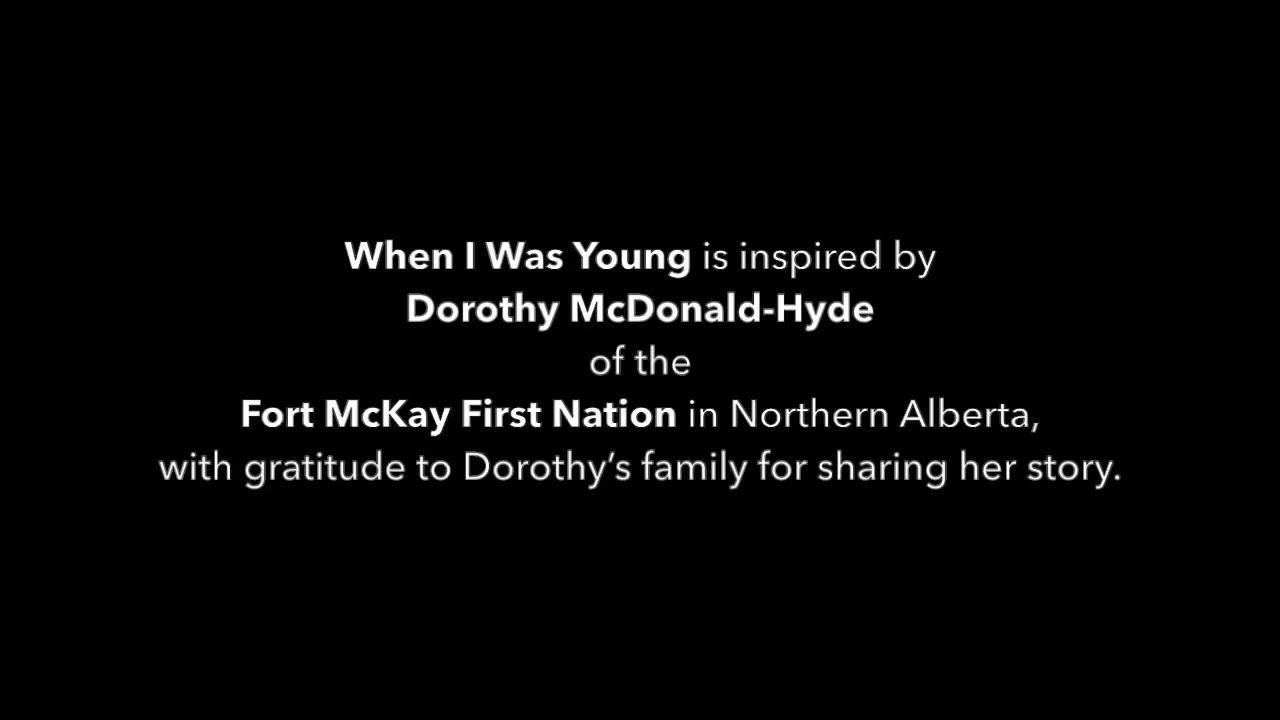 When I Was Young is inspired by
Dorothy McDonald-Hyde
of the
Fort McKay First Nation in Northern Alberta,
with gratitude to Dorothy’s family for sharing her story.